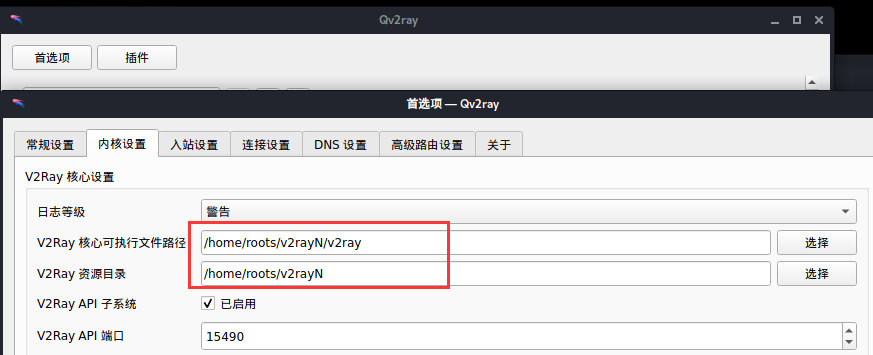 Qv2ray
首选项 插件
首选项 — Qv2ray
常规设置 内核设置 入站设置 连接设置 DNS 设置 高级路由设置 关于
V2Ray 核心设置
日志等级 警告
V2Ray 核心可执行文件路径 /home/roots/v2rayN/v2ray 选择
V2Ray 资源目录 /home/roots/v2rayN 选择
V2Ray API 子系统 已启用
V2Ray API 端口 15490